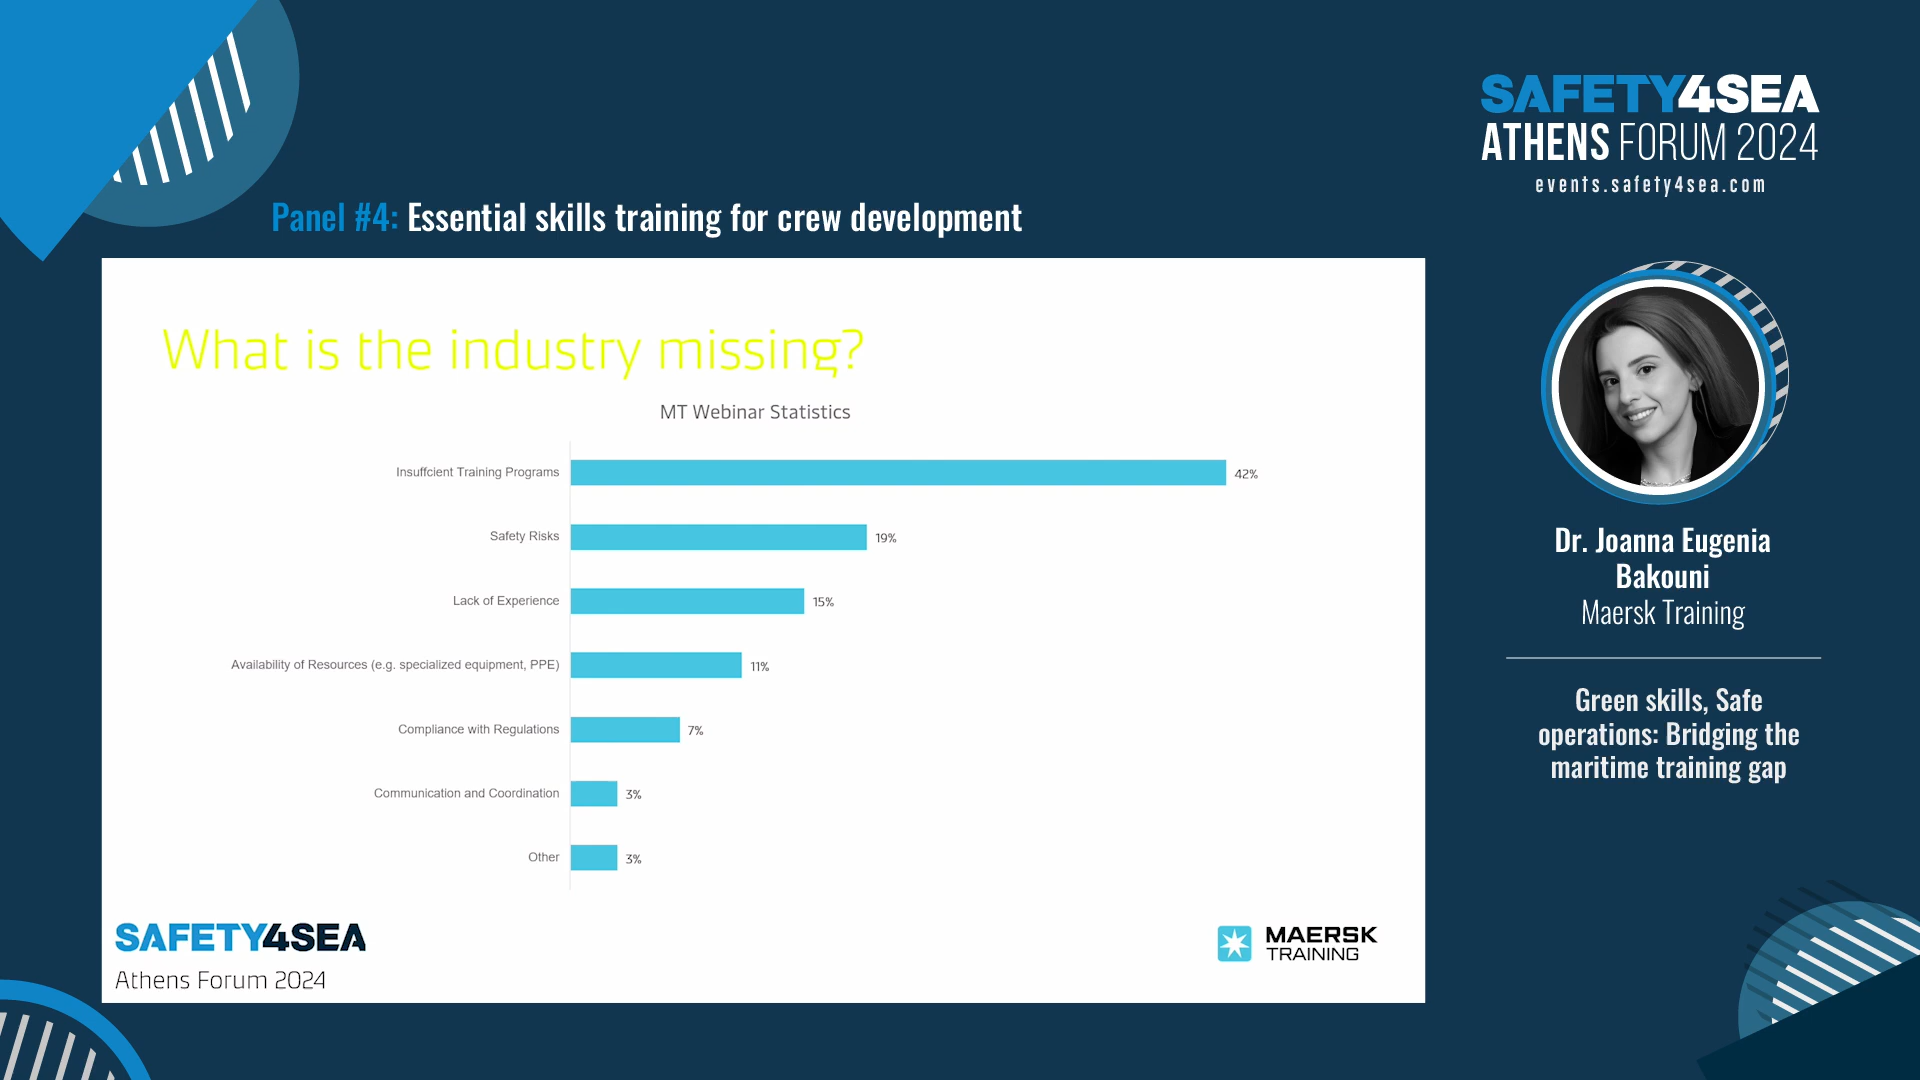 SAFETY4SEA
ATHENS FORUM 2024
events.safety4sea.com
Panel #4: Essential skills training for crew development
What is the industry missing?
MT Webinar Statistics
Insuffcient Training Programs 42%
Safety Risks 19%
Lack of Experience 15%
Availability of Resources (e.g. specialized equipment, PPE) 11%
Compliance with Regulations 7%
Communication and Coordination 3%
Other 3%
SAFETY4SEA
Athens Forum 2024
MAERSK
TRAINING
Dr. Joanna Eugenia
Bakouni
Maersk Training
Green skills, Safe
operations: Bridging the
maritime training gap